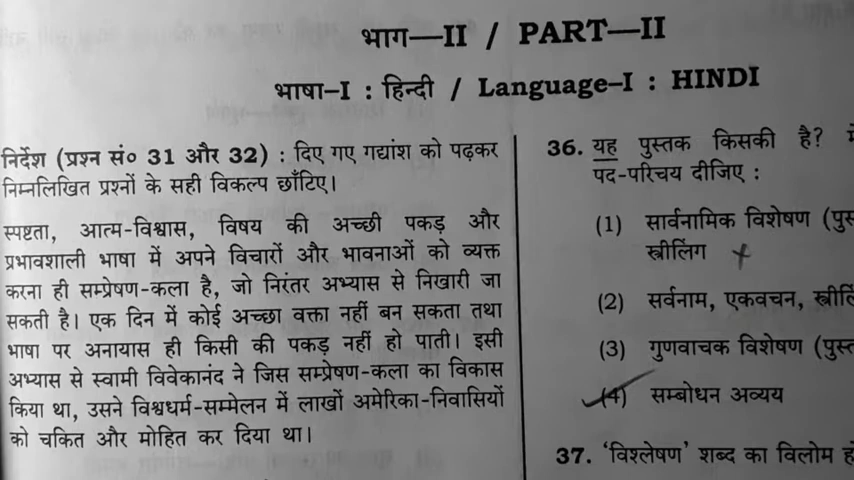 भाग—II / PART—II
भाषा–I : हिन्दी / Language–I : HINDI
निर्देश (प्रश्न सं० 31 और 32) : दिए गए गद्यांश को पढ़कर
निम्नलिखित प्रश्नों के सही विकल्प छाँटिए।
स्पष्टता, आत्म-विश्वास, विषय की अच्छी पकड़ और
प्रभावशाली भाषा में अपने विचारों और भावनाओं को व्यक्त
करना ही सम्प्रेषण-कला है, जो निरंतर अभ्यास से निखारी जा
सकती है। एक दिन में कोई अच्छा वक्ता नहीं बन सकता तथा
भाषा पर अनायास ही किसी की पकड़ नहीं हो पाती। इसी
अभ्यास से स्वामी विवेकानंद ने जिस सम्प्रेषण-कला का विकास
किया था, उसने विश्वधर्म-सम्मेलन में लाखों अमेरिका-निवासियों
को चकित और मोहित कर दिया था।
36. यह पुस्तक किसकी है?
पद-परिचय दीजिए :
(1) सार्वनामिक विशेषण
स्त्रीलिंग
(2) सर्वनाम, एकवचन,
(3) गुणवाचक विशेषण
(4) सम्बोधन अव्यय
37. ‘विश्लेषण’ शब्द का विलोम